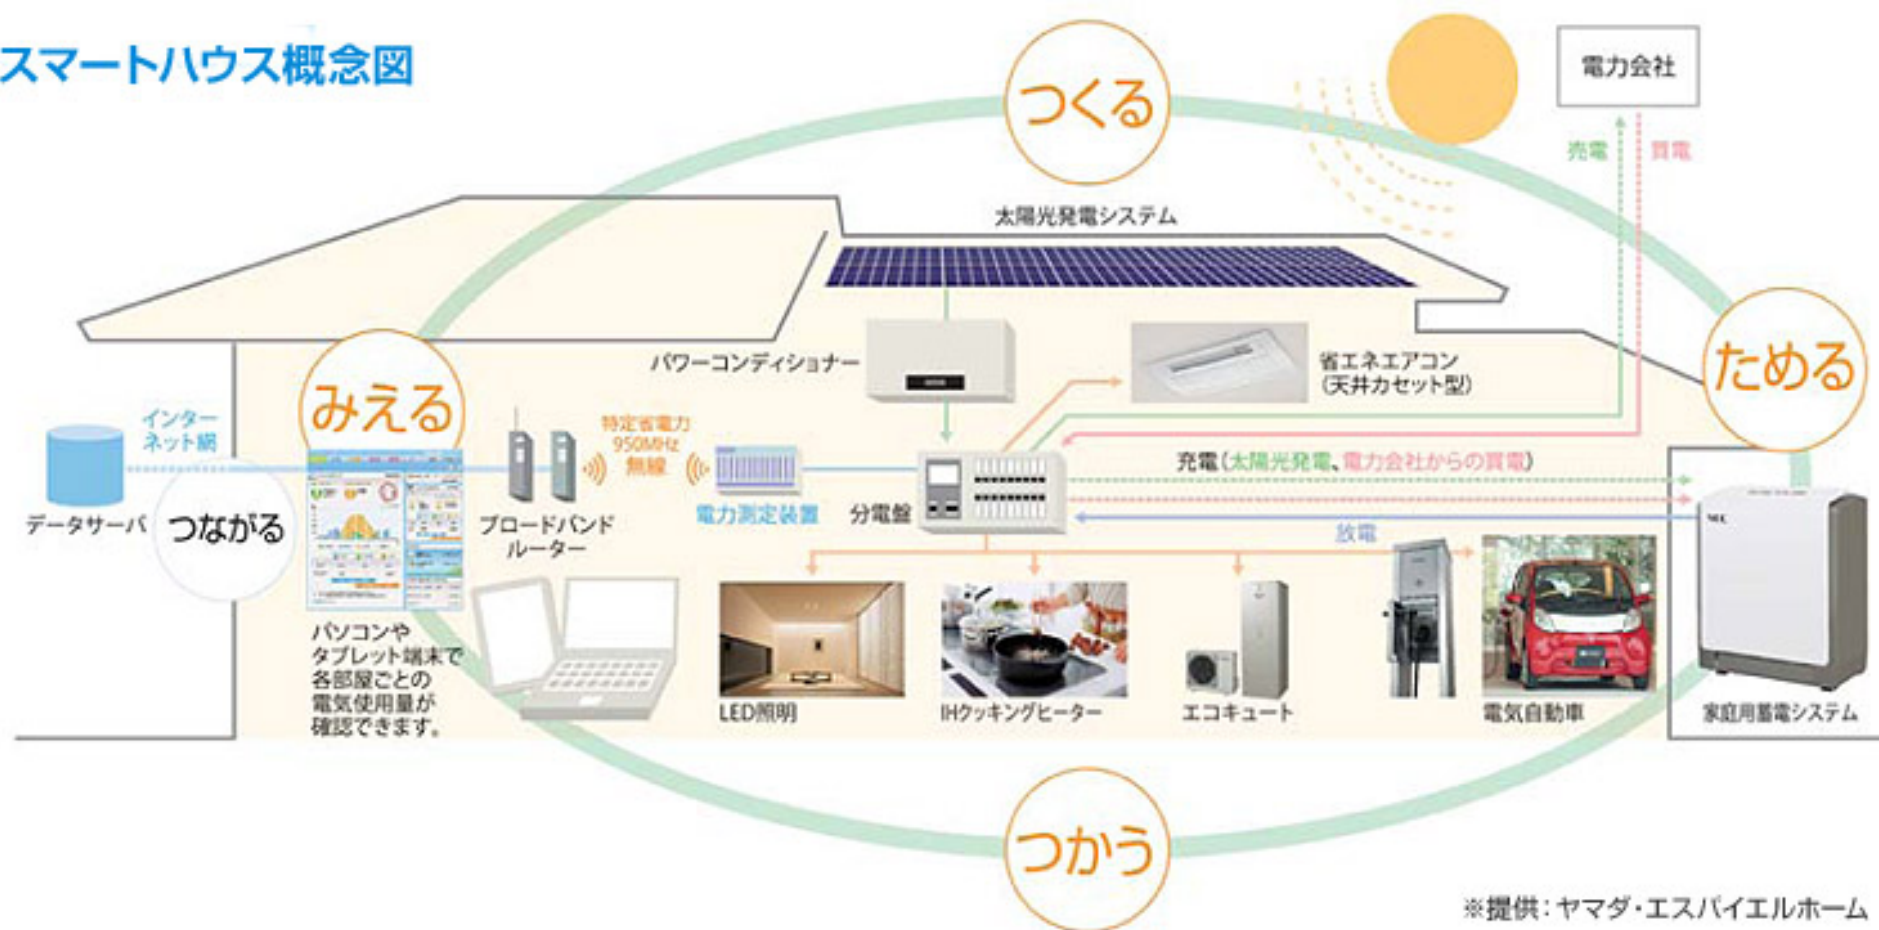 スマートハウス概念図
つくる
電力会社
売電
買電
太陽光発電システム
パワーコンディショナー
省エネエアコン
(天井カセット型)
ためる
みえる
インター
ネット網
特定省電力
950MHz
無線
充電(太陽光発電、電力会社からの買電)
データサーバ
つながる
ブロードバンド
ルーター
電力測定装置
分電盤
放電
NEC
パソコンや
タブレット端末で
各部屋ごとの
電気使用量が
確認できます。
LED照明
IHクッキングヒーター
エコキュート
電気自動車
家庭用蓄電システム
つかう
※提供:ヤマダ・エスバイエルホーム